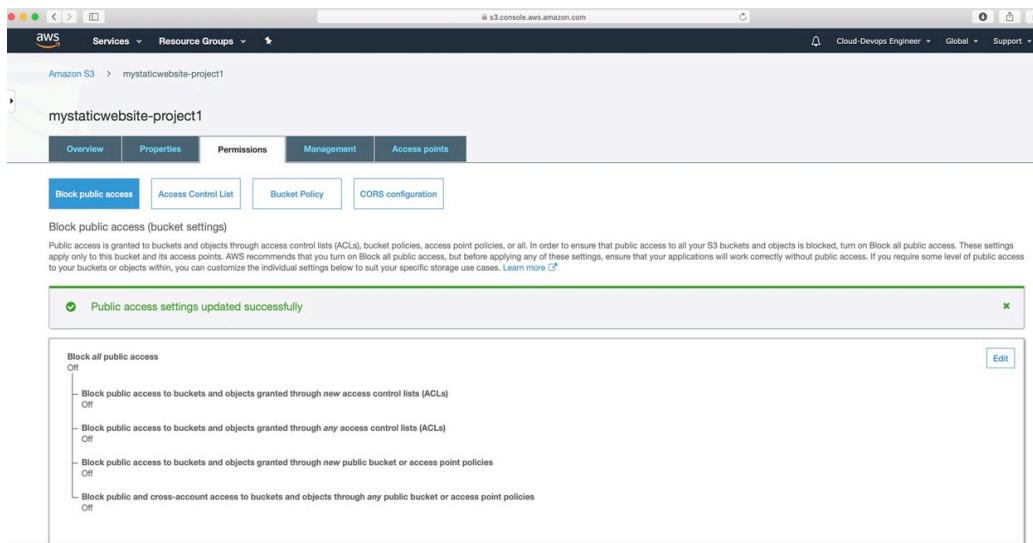 s3.console.aws.amazon.com
aws Services Resource Groups Cloud-Devops Engineer Global Support
Amazon S3 > mystaticwebsite-project1
mystaticwebsite-project1
Overview Properties Permissions Management Access points
Block public access Access Control List Bucket Policy CORS configuration
Block public access (bucket settings)
Public access is granted to buckets and objects through access control lists (ACLs), bucket policies, access point policies, or all. In order to ensure that public access to all your S3 buckets and objects is blocked, turn on Block all public access. These settings
apply only to this bucket and its access points. AWS recommends that you turn on Block all public access, but before applying any of these settings, ensure that your applications will work correctly without public access. If you require some level of public access
to your buckets or objects within, you can customize the individual settings below to suit your specific storage use cases. Learn more
Public access settings updated successfully
Block all public access Edit
Off
Block public access to buckets and objects granted through new access control lists (ACLs)
Off
Block public access to buckets and objects granted through any access control lists (ACLs)
Off
Block public access to buckets and objects granted through new public bucket or access point policies
Off
Block public and cross-account access to buckets and objects through any public bucket or access point policies
Off